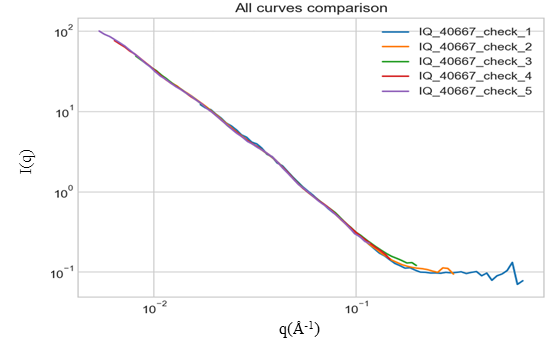 All curves comparison
IQ_40667_check_1
IQ_40667_check_2
IQ_40667_check_3
IQ_40667_check_4
IQ_40667_check_5
10²
10¹
10⁰
10⁻¹
I(q)
10⁻² 10⁻¹
q(Å⁻¹)